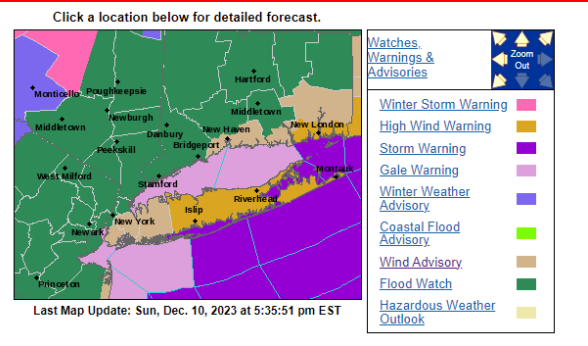 Click a location below for detailed forecast.
Watches,
Warnings &
Advisories
Zoom
Out
Hartford
Monticello
Poughkeepsie
Newburgh
Middletown
Middletown
Danbury
New Haven
New London
Bridgeport
Peekskill
West Milford
Stamford
Montauk
Riverhead
Islip
New York
Newark
Princeton
Winter Storm Warning
High Wind Warning
Storm Warning
Gale Warning
Winter Weather
Advisory
Coastal Flood
Advisory
Wind Advisory
Flood Watch
Hazardous Weather
Outlook
Last Map Update: Sun, Dec. 10, 2023 at 5:35:51 pm EST